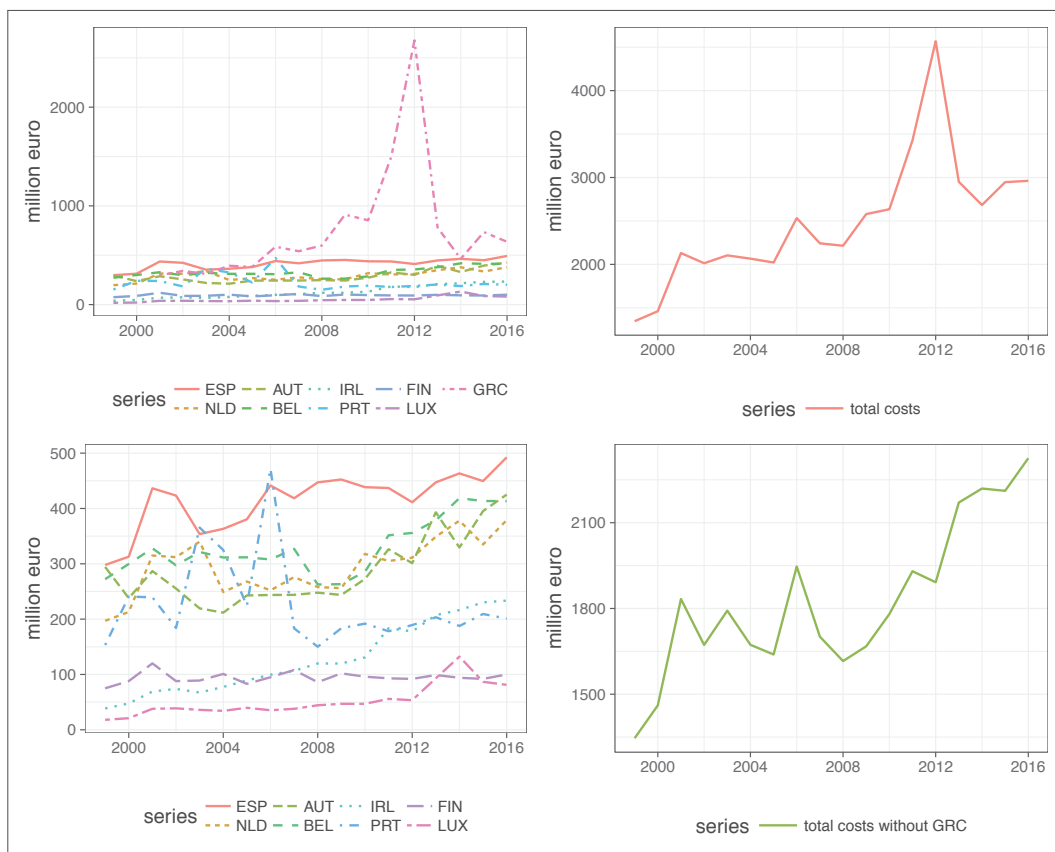 million euro
2000
1000
0
2000 2004 2008 2012 2016
series ESP AUT IRL FIN GRC
NLD BEL PRT LUX
million euro
4000
3000
2000
2000 2004 2008 2012 2016
series total costs
million euro
500
400
300
200
100
0
2000 2004 2008 2012 2016
series ESP AUT IRL FIN
NLD BEL PRT LUX
million euro
2100
1800
1500
2000 2004 2008 2012 2016
series total costs without GRC